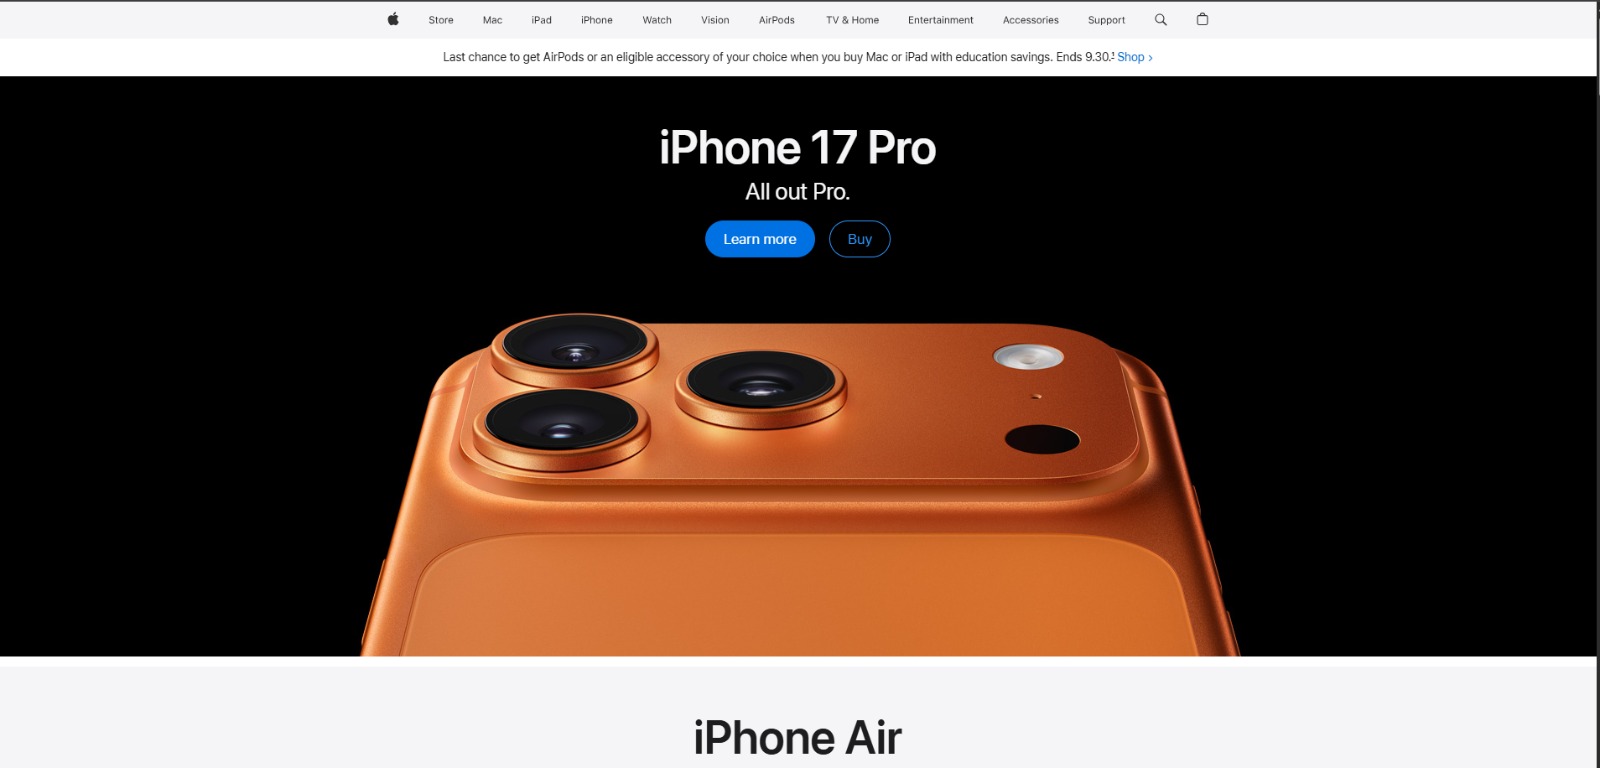 Store Mac iPad iPhone Watch Vision AirPods TV & Home Entertainment Accessories Support
Last chance to get AirPods or an eligible accessory of your choice when you buy Mac or iPad with education savings. Ends 9.30.¹ Shop ›
iPhone 17 Pro
All out Pro.
Learn more Buy
iPhone Air